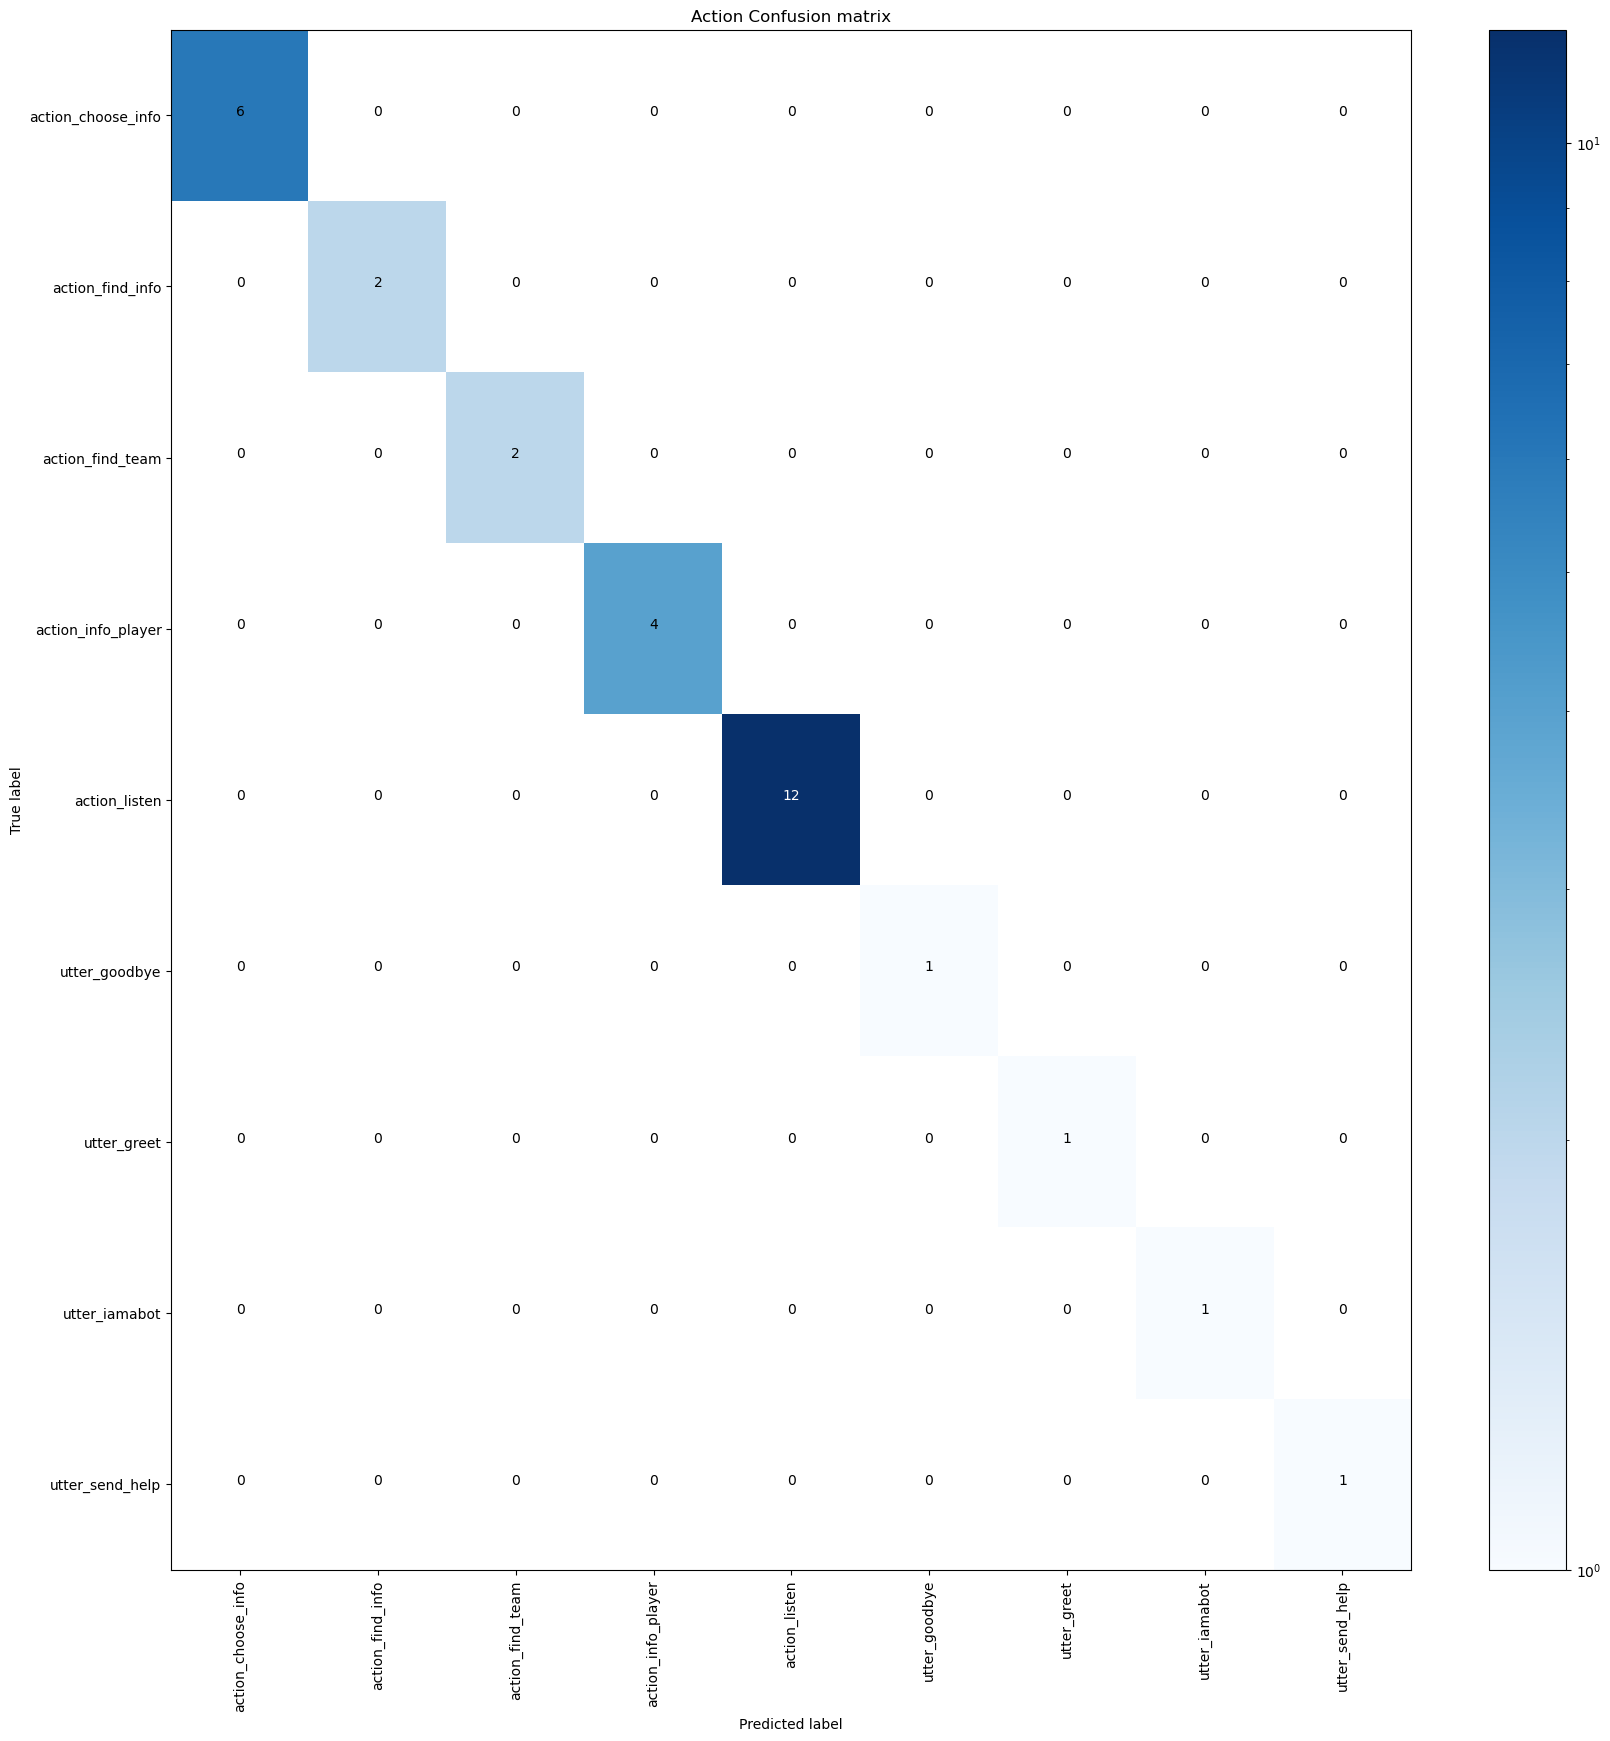 Action Confusion matrix
action_choose_info 6 0 0 0 0 0 0 0 0
action_find_info 0 2 0 0 0 0 0 0 0
action_find_team 0 0 2 0 0 0 0 0 0
action_info_player 0 0 0 4 0 0 0 0 0
action_listen 0 0 0 0 12 0 0 0 0
utter_goodbye 0 0 0 0 0 1 0 0 0
utter_greet 0 0 0 0 0 0 1 0 0
utter_iamabot 0 0 0 0 0 0 0 1 0
utter_send_help 0 0 0 0 0 0 0 0 1
True label
action_choose_info
action_find_info
action_find_team
action_info_player
action_listen
utter_goodbye
utter_greet
utter_iamabot
utter_send_help
Predicted label
10¹
10⁰